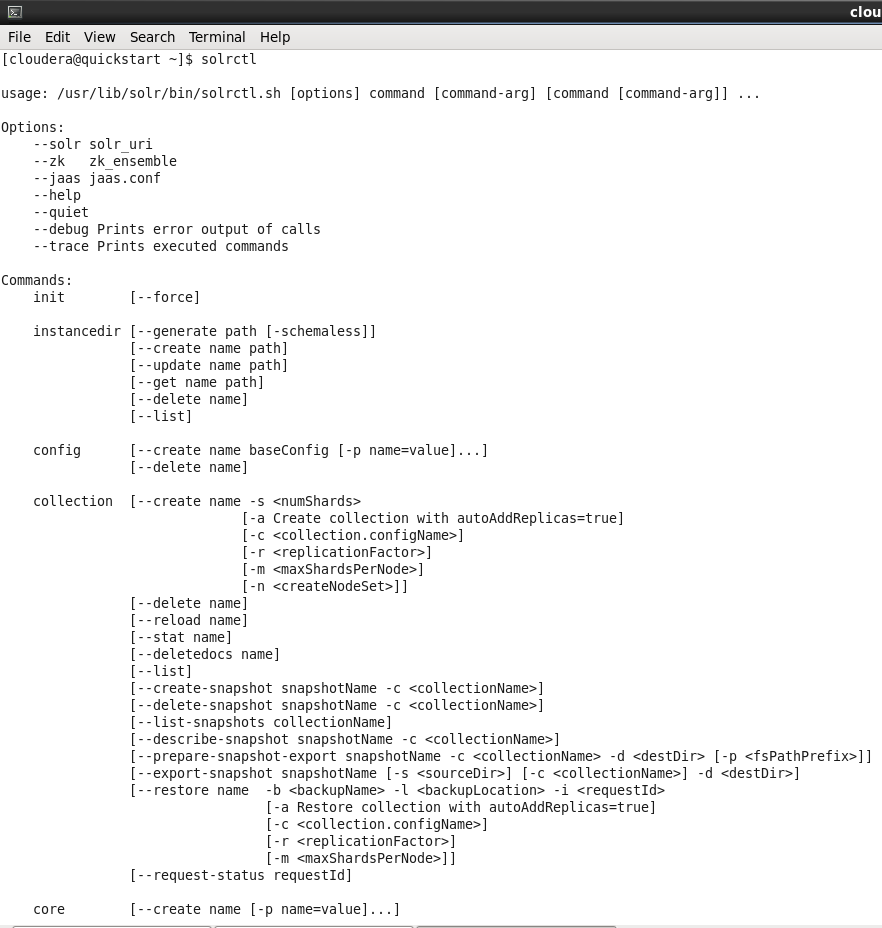 clou
File Edit View Search Terminal Help
[cloudera@quickstart ~]$ solrctl
usage: /usr/lib/solr/bin/solrctl.sh [options] command [command-arg] [command [command-arg]] ...
Options:
    --solr solr_uri
    --zk   zk_ensemble
    --jaas jaas.conf
    --help
    --quiet
    --debug Prints error output of calls
    --trace Prints executed commands
Commands:
    init        [--force]
    instancedir [--generate path [-schemaless]]
                [--create name path]
                [--update name path]
                [--get name path]
                [--delete name]
                [--list]
    config      [--create name baseConfig [-p name=value]...]
                [--delete name]
    collection  [--create name -s <numShards>
                              [-a Create collection with autoAddReplicas=true]
                              [-c <collection.configName>]
                              [-r <replicationFactor>]
                              [-m <maxShardsPerNode>]
                              [-n <createNodeSet>]]
                [--delete name]
                [--reload name]
                [--stat name]
                [--deletedocs name]
                [--list]
                [--create-snapshot snapshotName -c <collectionName>]
                [--delete-snapshot snapshotName -c <collectionName>]
                [--list-snapshots collectionName]
                [--describe-snapshot snapshotName -c <collectionName>]
                [--prepare-snapshot-export snapshotName -c <collectionName> -d <destDir> [-p <fsPathPrefix>]]
                [--export-snapshot snapshotName [-s <sourceDir>] [-c <collectionName>] -d <destDir>]
                [--restore name  -b <backupName> -l <backupLocation> -i <requestId>
                                 [-a Restore collection with autoAddReplicas=true]
                                 [-c <collection.configName>]
                                 [-r <replicationFactor>]
                                 [-m <maxShardsPerNode>]]
                [--request-status requestId]
    core        [--create name [-p name=value]...]